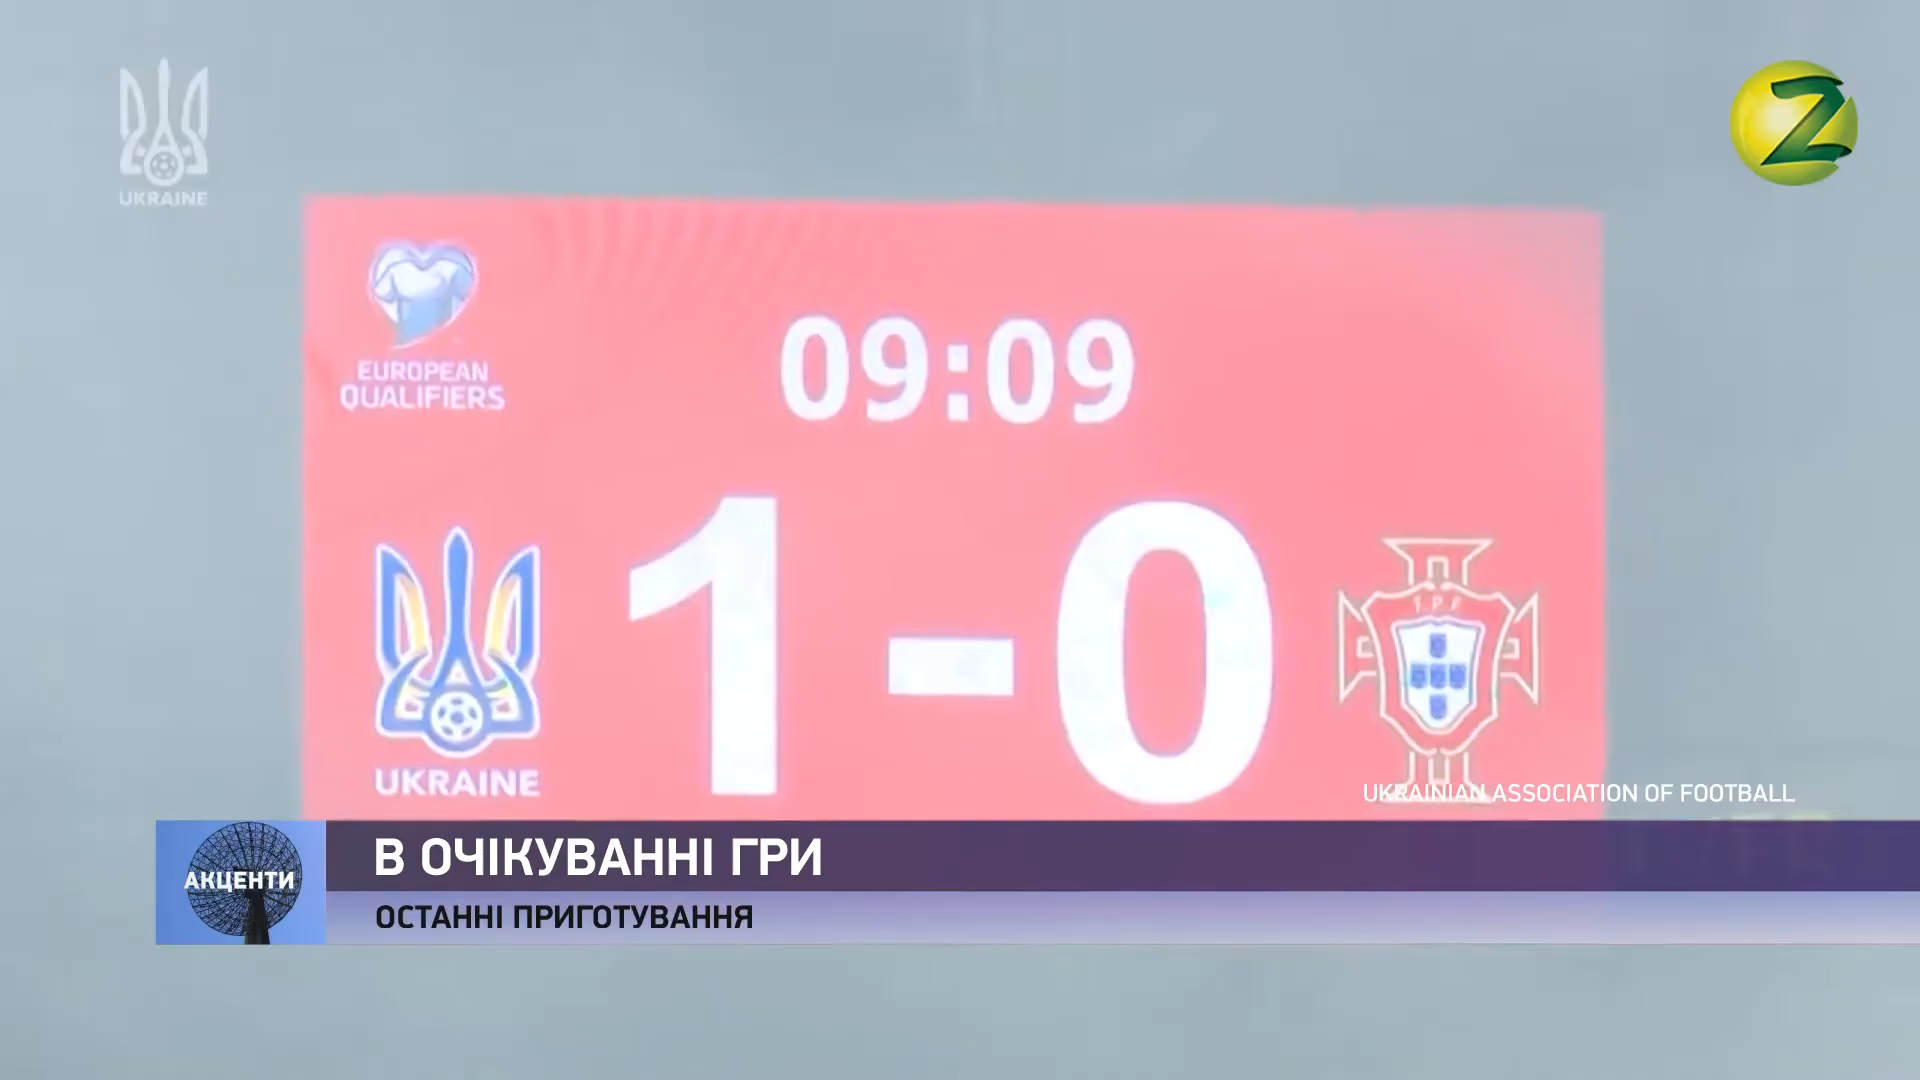 UKRAINE
Z
EUROPEAN
QUALIFIERS
09:09
1-0
FPF
UKRAINE
UKRAINIAN ASSOCIATION OF FOOTBALL
АКЦЕНТИ
В ОЧІКУВАННІ ГРИ
ОСТАННІ ПРИГОТУВАННЯ